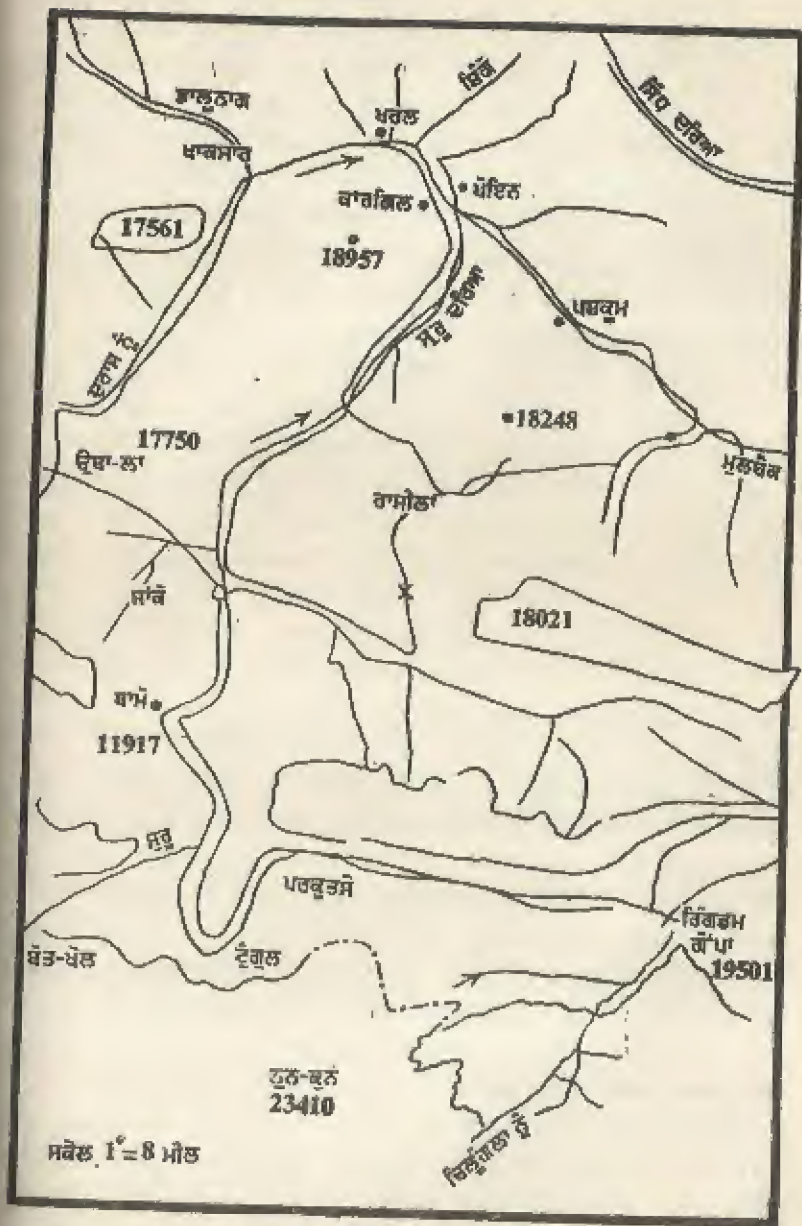 ਡਾਲੂਨਾਗ
ਸ਼ਿੰਗੋ
ਸਿੰਧ ਦਰਿਆ
ਖਰਲ
ਖਾਕਸਾਰ
ਕਾਰਗਿਲ
ਪੋਇਨ
17561
18957
ਸੁਰੂ ਦਰਿਆ
ਪਸ਼ਕੂਮ
ਦਰਾਸ ਨੂੰ
17750
18248
ਉਂਬਾ-ਲਾ
ਮੁਲਬੈਕ
ਰਾਸੀਲਾ
ਸਾਂਕੋ
18021
ਬਾਮੋ
11917
ਸੁਰੂ
ਪਰਕੂਤਸੇ
ਰਿੰਗਡਮ
ਗੋਂਪਾ
19501
ਬੋਤ-ਖੋਲ
ਟੁੰਗੁਲ
ਨੁਨ-ਕੁਨ
23410
ਸਕੇਲ 1"=8 ਮੀਲ